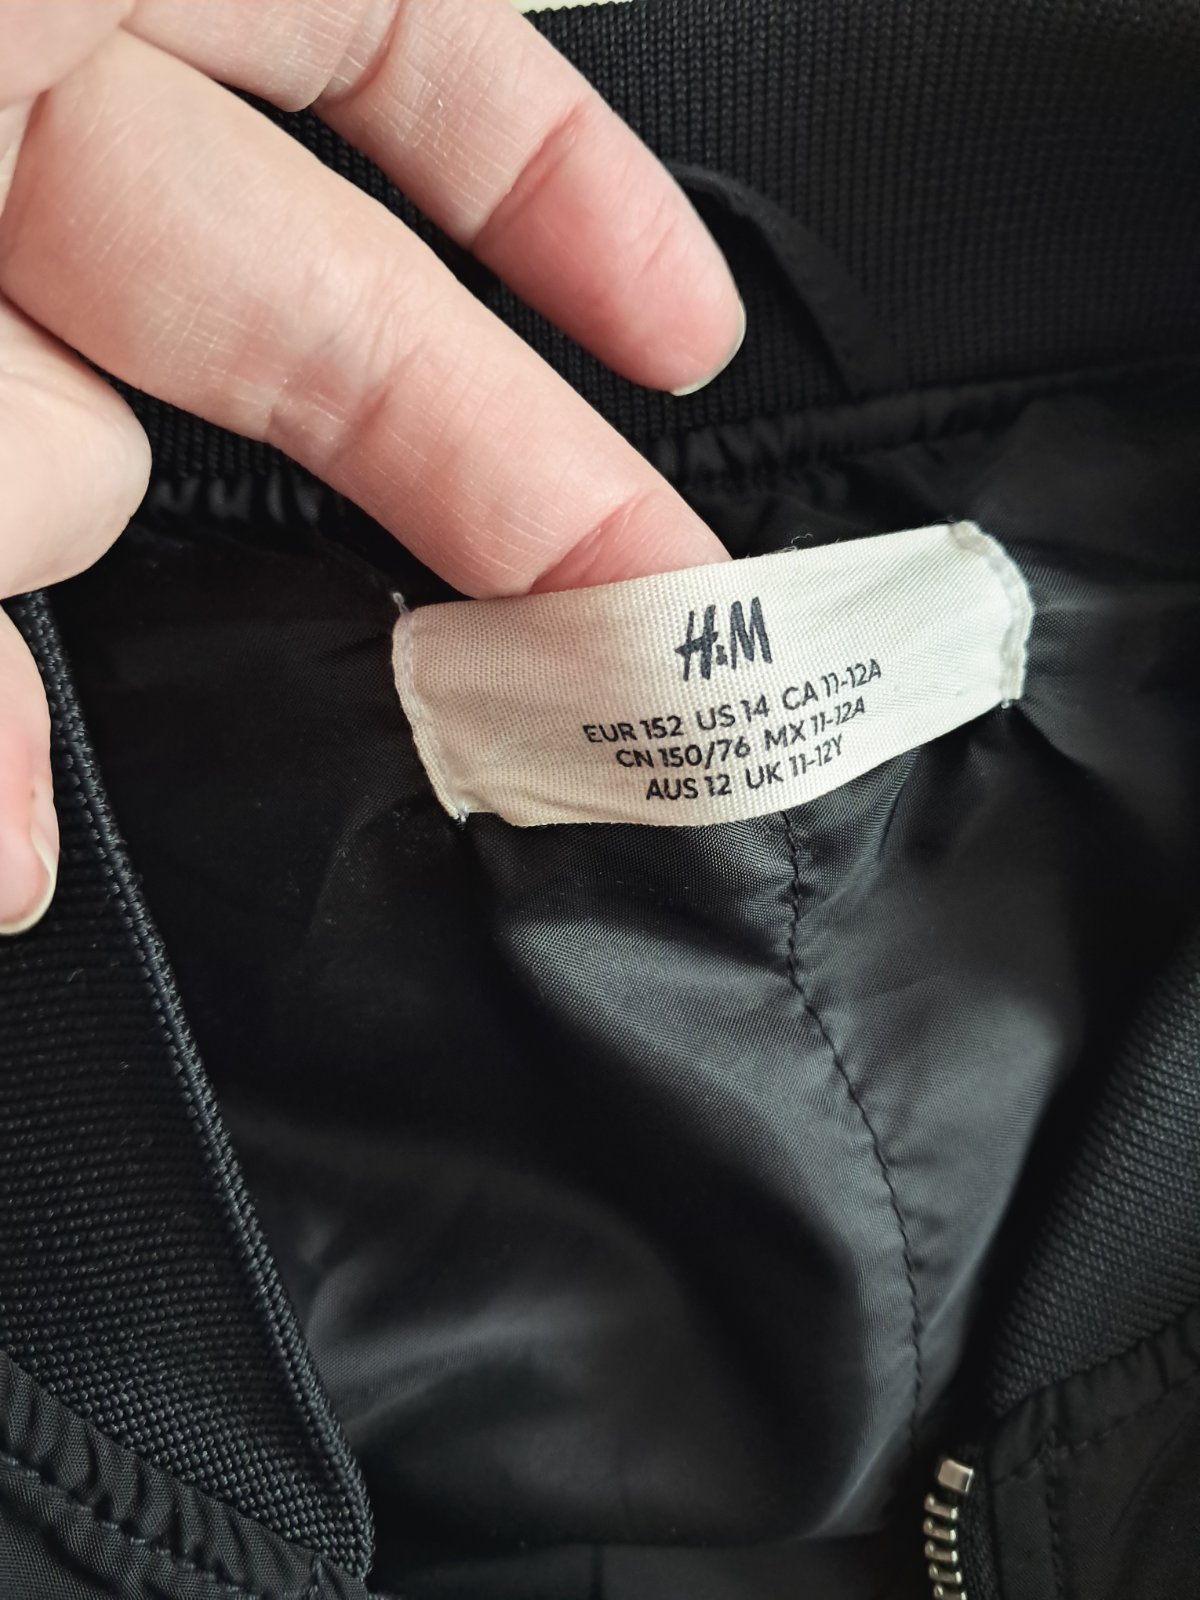 H&M
EUR 152 US 14 CA 11-12A
CN 150/76 MX 11-12A
AUS 12 UK 11-12Y